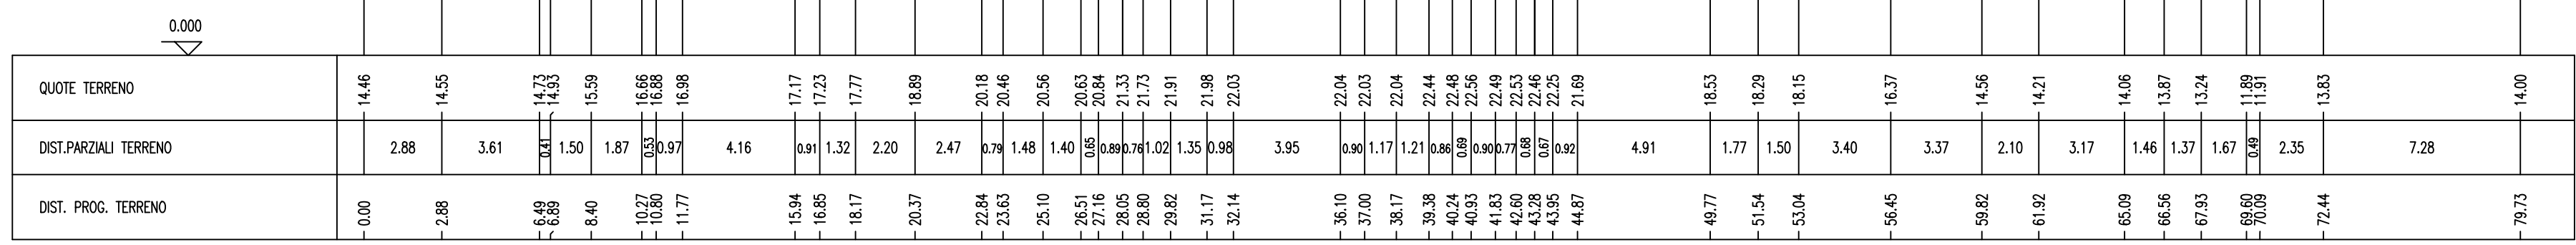 0.000
QUOTE TERRENO 14.46 14.55 14.73 14.93 15.59 16.66 16.88 16.98 17.17 17.23 17.77 18.89 20.18 20.46 20.56 20.63 20.84 21.33 21.73 21.91 21.98 22.03 22.04 22.03 22.04 22.44 22.48 22.56 22.49 22.53 22.46 22.25 21.69 18.53 18.29 18.15 16.37 14.56 14.21 14.06 13.87 13.24 11.89 11.91 13.83 14.00
DIST.PARZIALI TERRENO 2.88 3.61 0.41 1.50 1.87 0.53 0.97 4.16 0.91 1.32 2.20 2.47 0.79 1.48 1.40 0.65 0.89 0.76 1.02 1.35 0.98 3.95 0.90 1.17 1.21 0.86 0.69 0.90 0.77 0.68 0.67 0.92 4.91 1.77 1.50 3.40 3.37 2.10 3.17 1.46 1.37 1.67 0.49 2.35 7.28
DIST. PROG. TERRENO 0.00 2.88 6.49 6.89 8.40 10.27 10.80 11.77 15.94 16.85 18.17 20.37 22.84 23.63 25.10 26.51 27.16 28.05 28.80 29.82 31.17 32.14 36.10 37.00 38.17 39.38 40.24 40.93 41.83 42.60 43.28 43.95 44.87 49.77 51.54 53.04 56.45 59.82 61.92 65.09 66.56 67.93 69.60 70.09 72.44 79.73